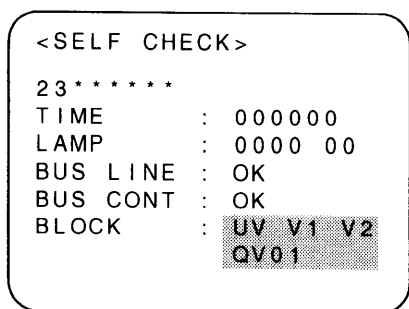 <SELF CHECK>
23******
TIME : 000000
LAMP : 0000 00
BUS LINE : OK
BUS CONT : OK
BLOCK : UV V1 V2
QV01